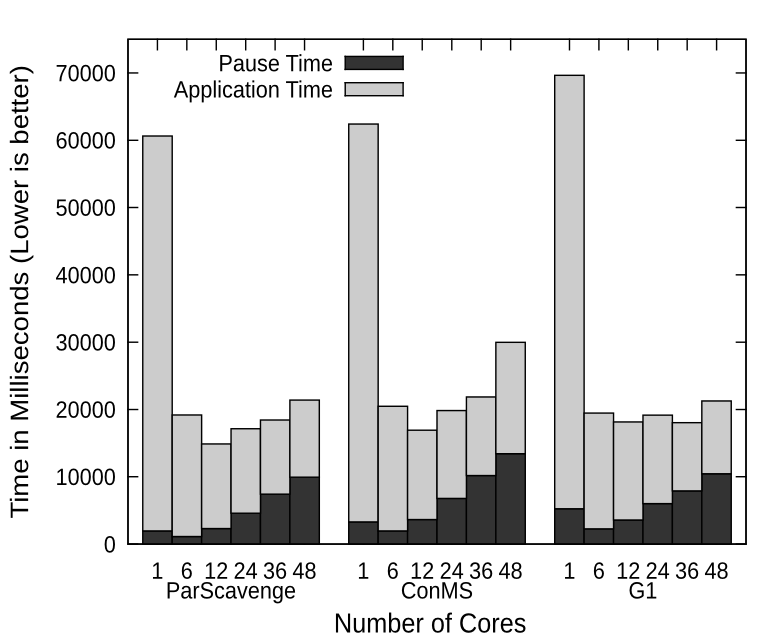 Pause Time
Application Time
Time in Milliseconds (Lower is better)
70000
60000
50000
40000
30000
20000
10000
0
1 6 12 24 36 48 1 6 12 24 36 48 1 6 12 24 36 48
ParScavenge ConMS G1
Number of Cores